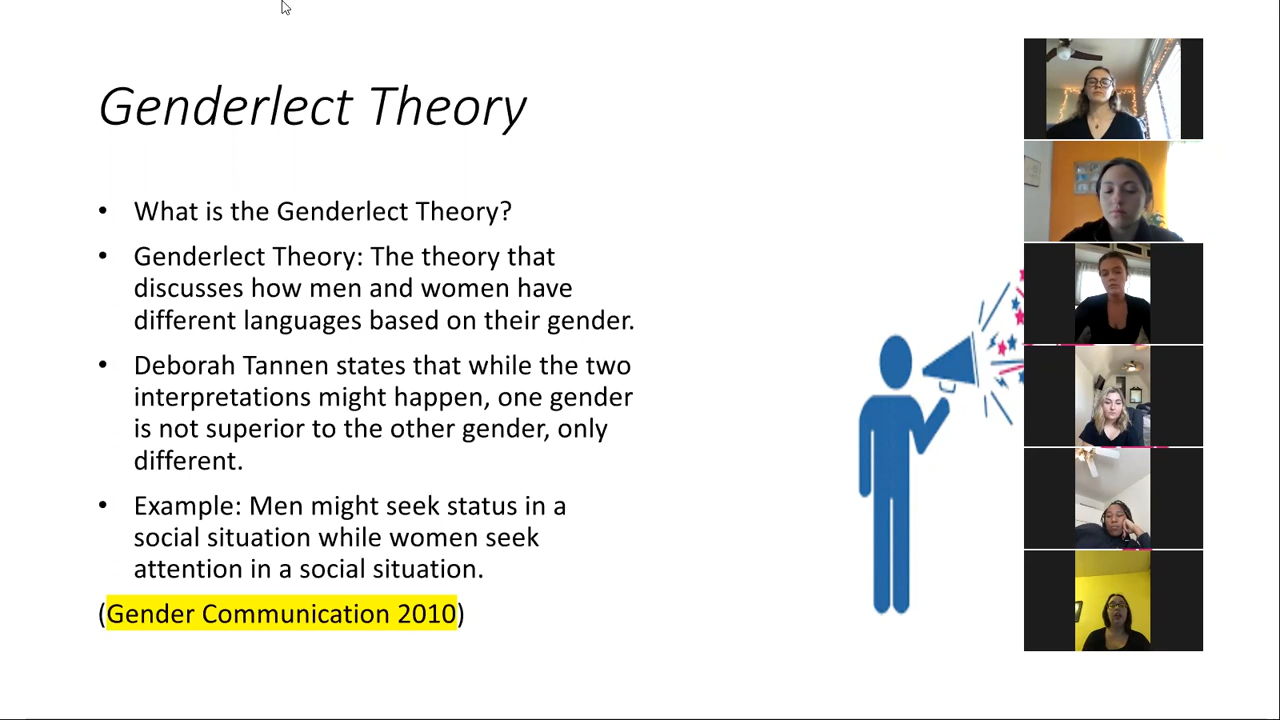 Genderlect Theory
• What is the Genderlect Theory?
• Genderlect Theory: The theory that
discusses how men and women have
different languages based on their gender.
• Deborah Tannen states that while the two
interpretations might happen, one gender
is not superior to the other gender, only
different.
• Example: Men might seek status in a
social situation while women seek
attention in a social situation.
(Gender Communication 2010)